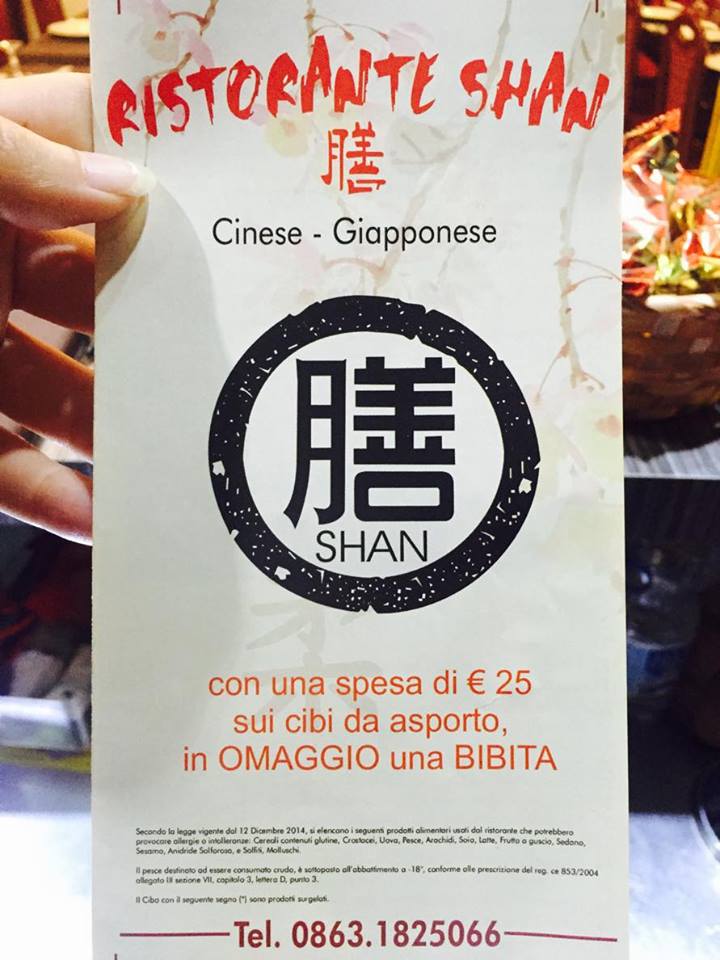 RISTORANTE SHAN
膳
Cinese - Giapponese
膳
SHAN
con una spesa di € 25
sui cibi da asporto,
in OMAGGIO una BIBITA
Secondo la legge vigente dal 12 Dicembre 2014, si elencano i seguenti prodotti alimentari usati dal ristorante che potrebbero
provocare allergie o intolleranze: Cereali contenuti glutine, Crostacei, Uova, Pesce, Arachidi, Soia, Latte, Frutta a guscio, Sedano,
Sesamo, Anidride Solforosa, e Solfiti, Molluschi.
Il pesce destinato ad essere consumato crudo, è sottoposto all'abbattimento a -18°, conforme alle prescrizione del reg. ce 853/2004
allegato III sezione VII, capitolo 3, lettera D, punto 3.
Il Cibo con il seguente segno (*) sono prodotti surgelati.
Tel. 0863.1825066